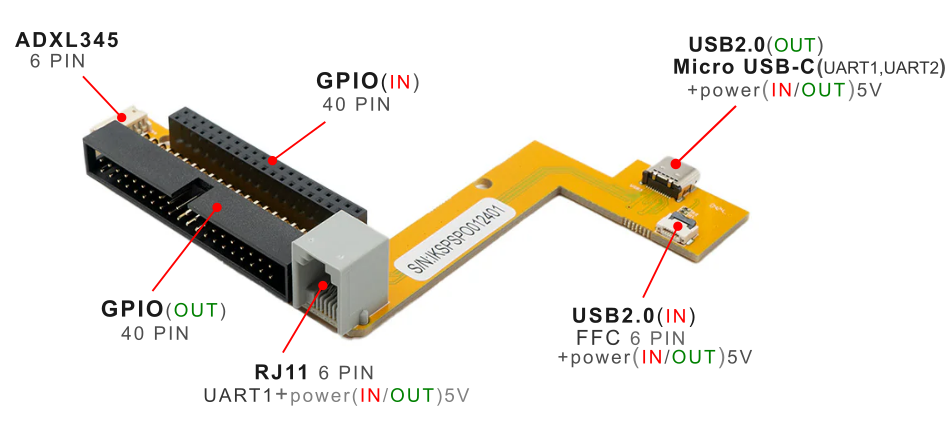 ADXL345
6 PIN
GPIO(IN)
40 PIN
USB2.0(OUT)
Micro USB-C(UART1,UART2)
+power(IN/OUT)5V
S/N:IKSPSPO012401
GPIO(OUT)
40 PIN
RJ11 6 PIN
UART1+power(IN/OUT)5V
USB2.0(IN)
FFC 6 PIN
+power(IN/OUT)5V